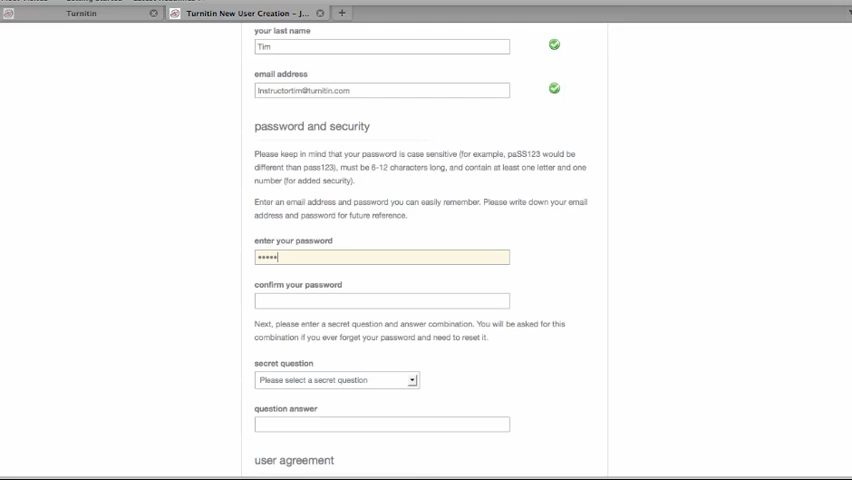 Turnitin
Turnitin New User Creation – J...
your last name
Tim
email address
Instructortim@turnitin.com
password and security
Please keep in mind that your password is case sensitive (for example, paSS123 would be
different than pass123), must be 6-12 characters long, and contain at least one letter and one
number (for added security).
Enter an email address and password you can easily remember. Please write down your email
address and password for future reference.
enter your password
•••••
confirm your password
Next, please enter a secret question and answer combination. You will be asked for this
combination if you ever forget your password and need to reset it.
secret question
Please select a secret question
question answer
user agreement